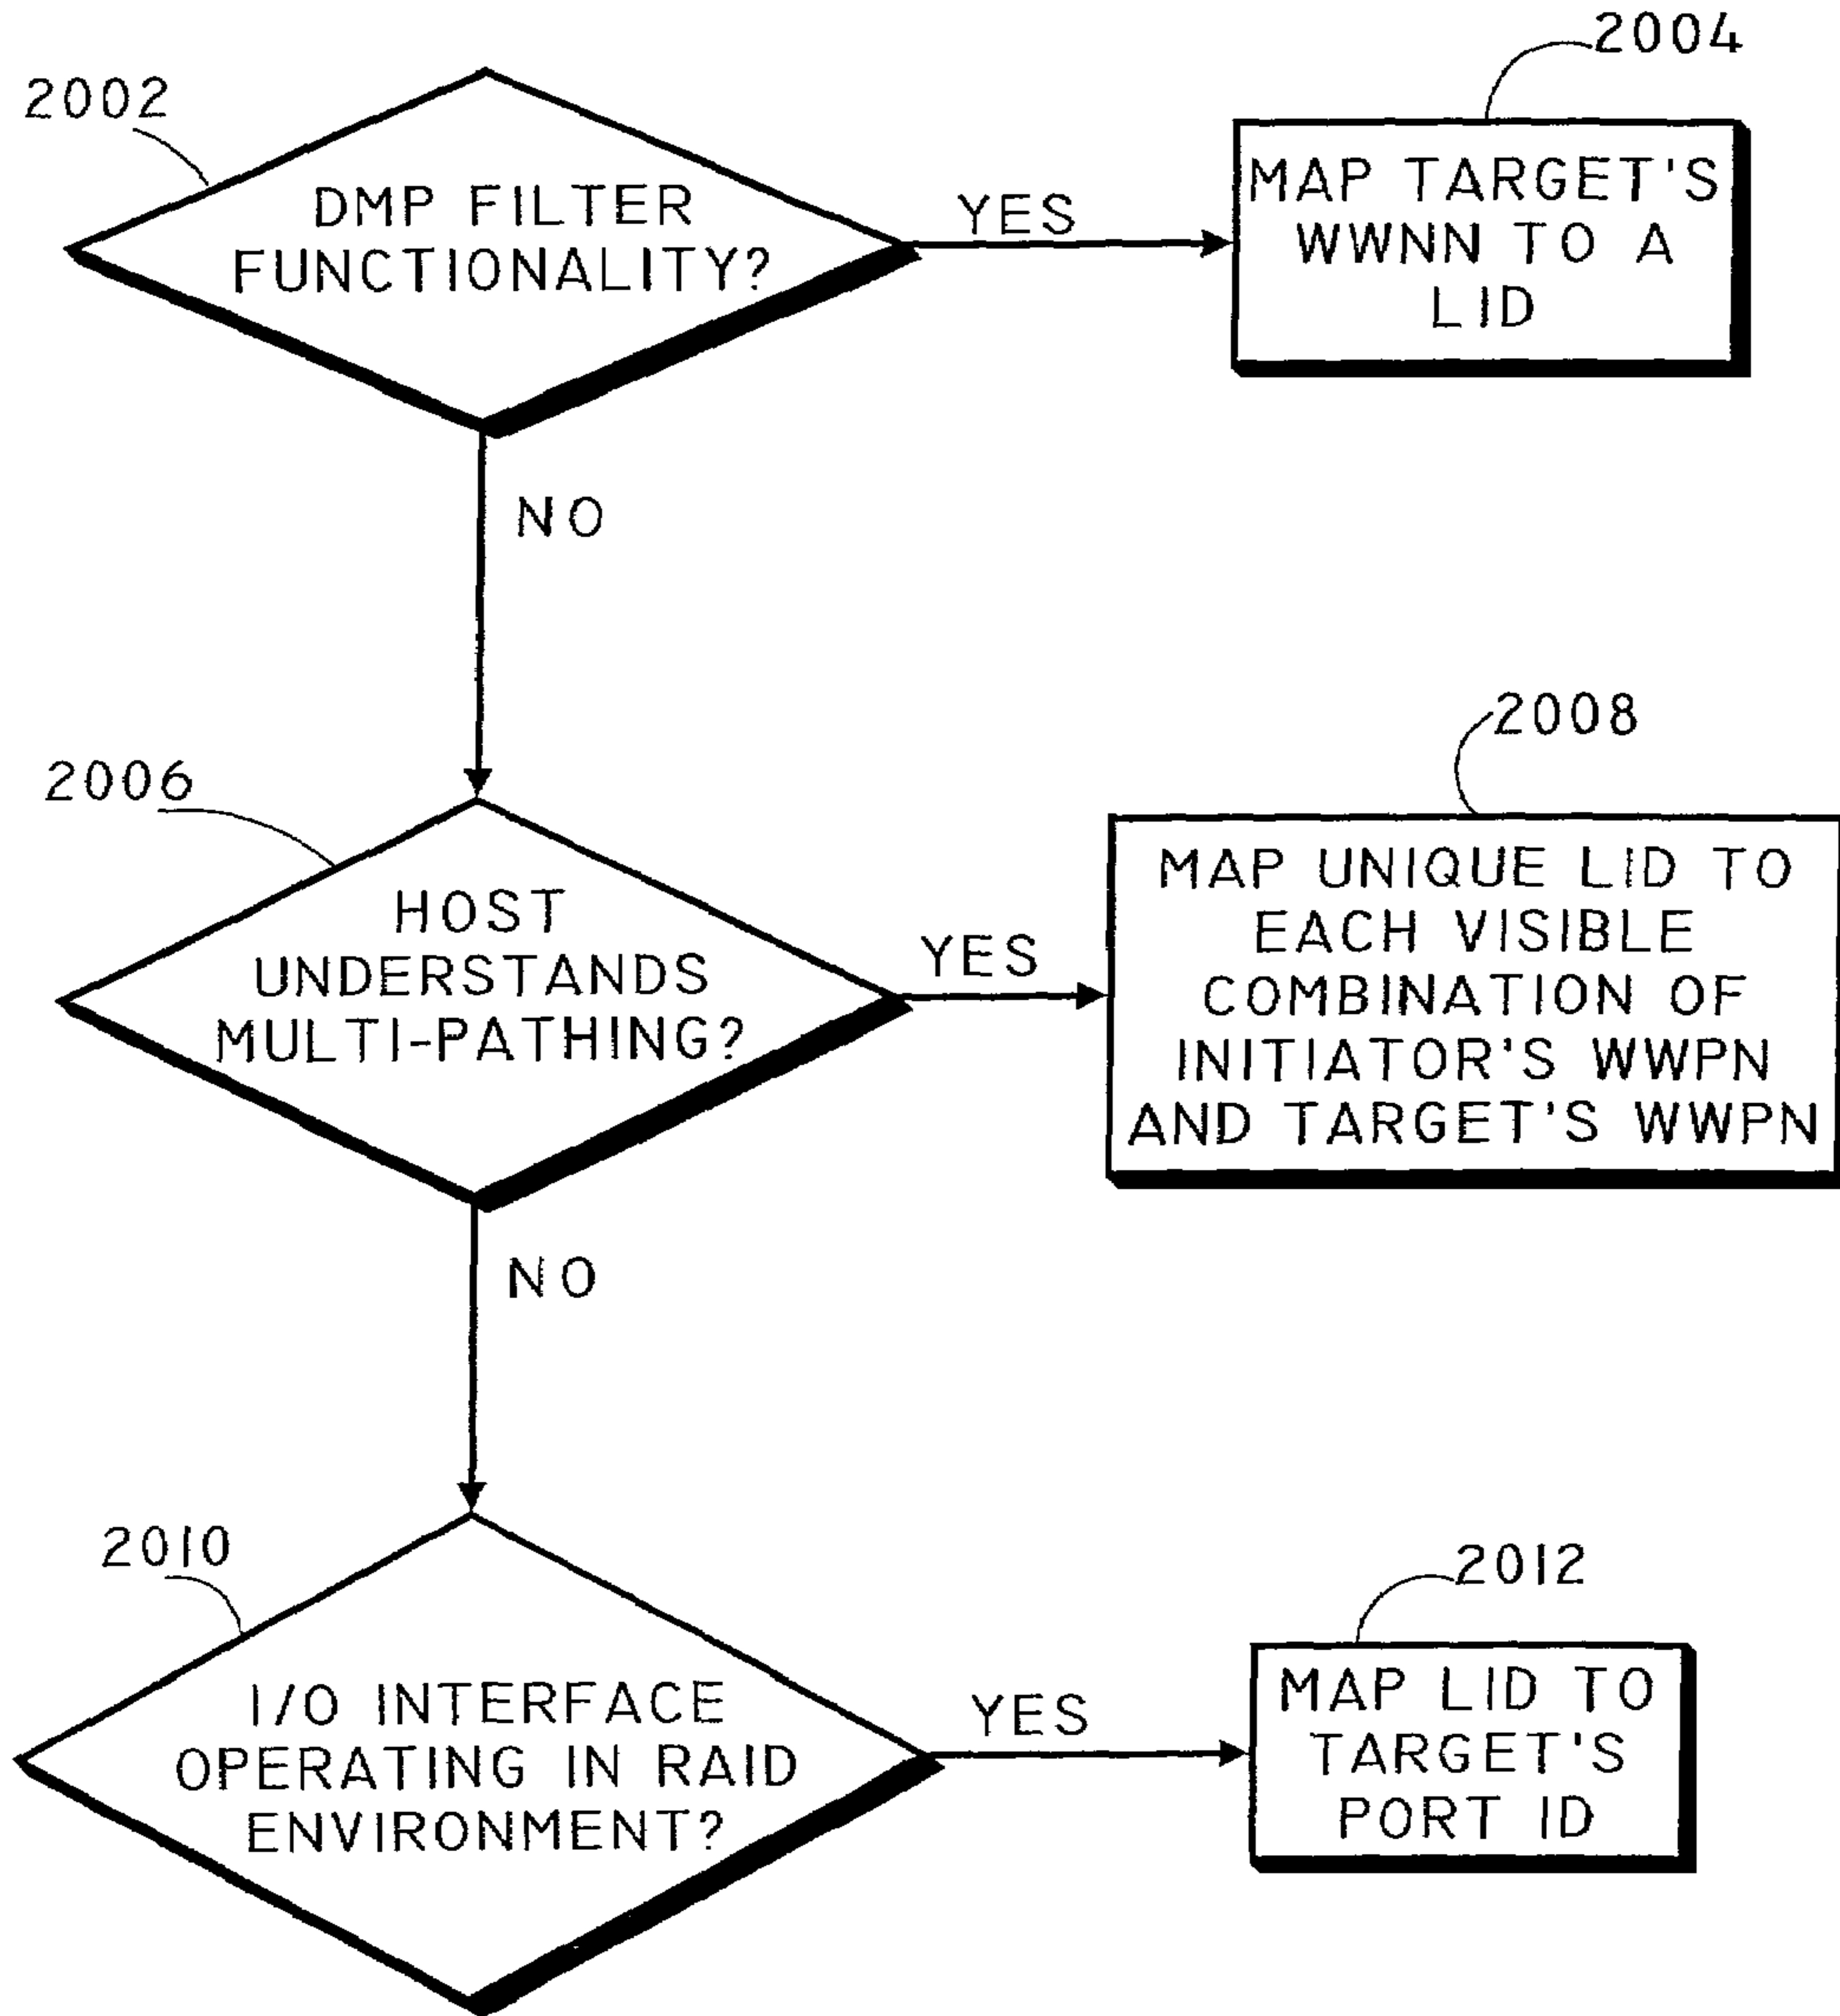 2002
DMP FILTER
FUNCTIONALITY?
YES
2004
MAP TARGET'S
WWNN TO A
LID
NO
2006
HOST
UNDERSTANDS
MULTI-PATHING?
YES
2008
MAP UNIQUE LID TO
EACH VISIBLE
COMBINATION OF
INITIATOR'S WWPN
AND TARGET'S WWPN
NO
2010
I/O INTERFACE
OPERATING IN RAID
ENVIRONMENT?
YES
2012
MAP LID TO
TARGET'S
PORT ID